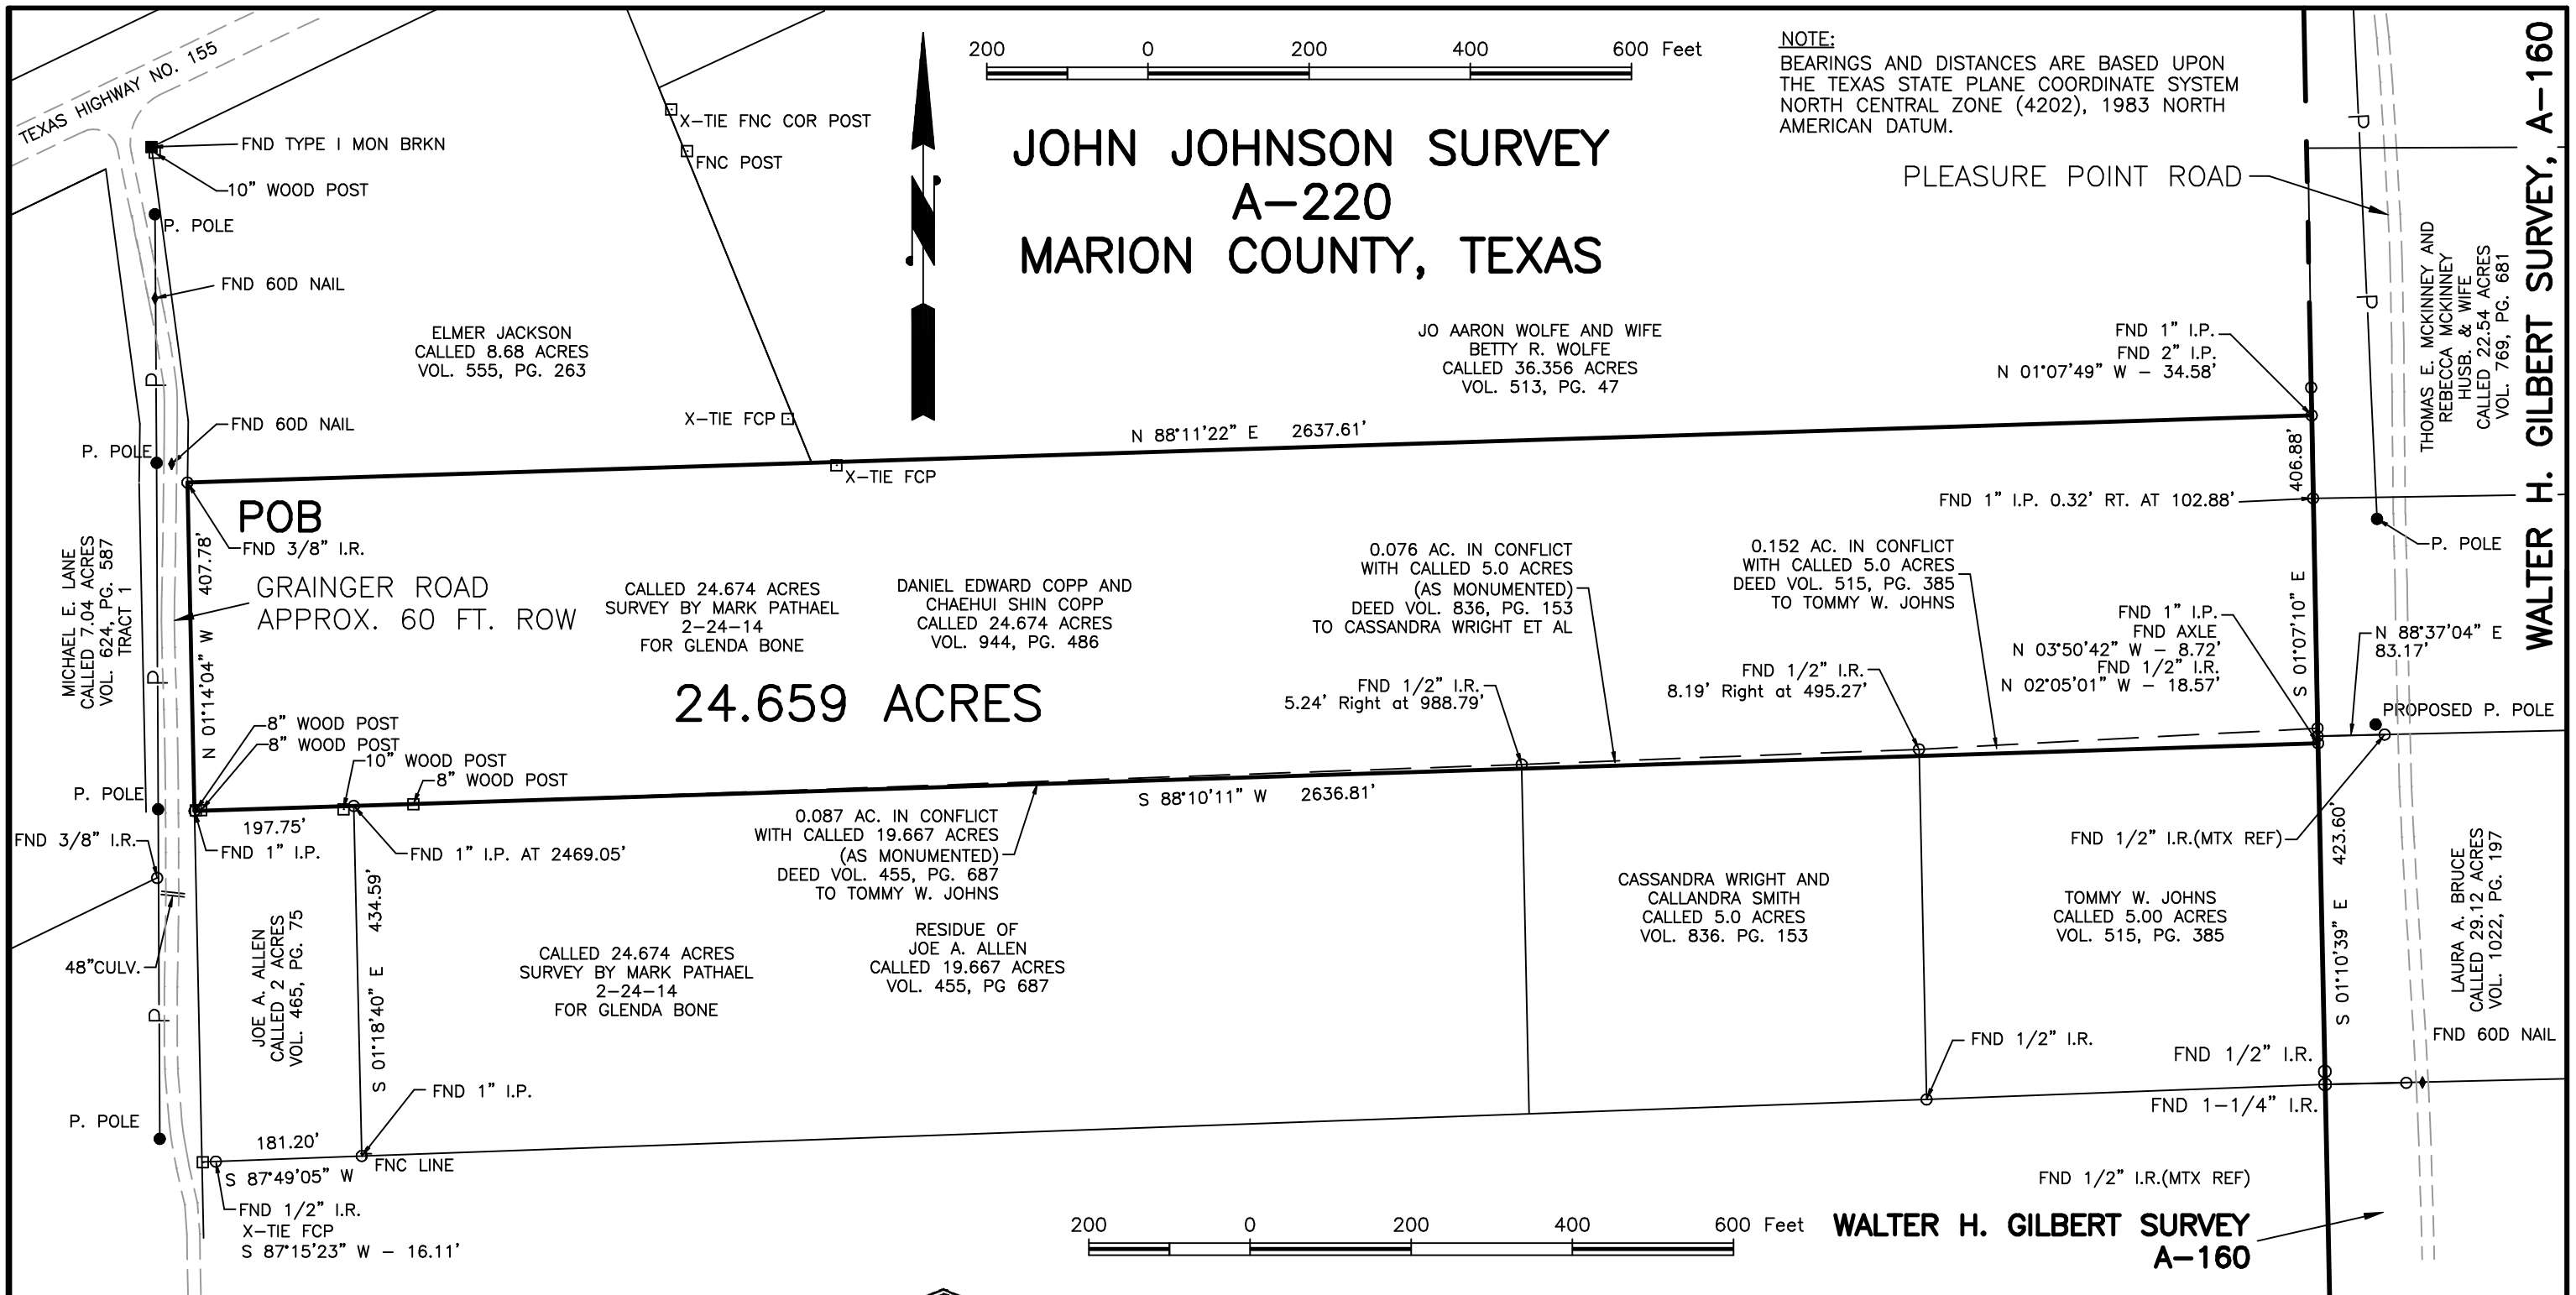 200 0 200 400 600 Feet
NOTE:
BEARINGS AND DISTANCES ARE BASED UPON
THE TEXAS STATE PLANE COORDINATE SYSTEM
NORTH CENTRAL ZONE (4202), 1983 NORTH
AMERICAN DATUM.
TEXAS HIGHWAY NO. 155
FND TYPE I MON BRKN
10" WOOD POST
P. POLE
FND 60D NAIL
X-TIE FNC COR POST
FNC POST
JOHN JOHNSON SURVEY
A-220
MARION COUNTY, TEXAS
N
PLEASURE POINT ROAD
WALTER H. GILBERT SURVEY, A-160
P
P
THOMAS E. MCKINNEY AND
REBECCA MCKINNEY
HUSB. & WIFE
CALLED 22.54 ACRES
VOL. 769, PG. 681
ELMER JACKSON
CALLED 8.68 ACRES
VOL. 555, PG. 263
JO AARON WOLFE AND WIFE
BETTY R. WOLFE
CALLED 36.356 ACRES
VOL. 513, PG. 47
FND 1" I.P.
FND 2" I.P.
N 01°07'49" W - 34.58'
P
X-TIE FCP
FND 60D NAIL
P. POLE
N 88°11'22" E 2637.61'
X-TIE FCP
406.88'
FND 1" I.P. 0.32' RT. AT 102.88'
POB
FND 3/8" I.R.
P. POLE
MICHAEL E. LANE
CALLED 7.04 ACRES
VOL. 624, PG. 587
TRACT 1
P
N 01°14'04" W 407.78'
GRAINGER ROAD
APPROX. 60 FT. ROW
CALLED 24.674 ACRES
SURVEY BY MARK PATHAEL
2-24-14
FOR GLENDA BONE
DANIEL EDWARD COPP AND
CHAEHUI SHIN COPP
CALLED 24.674 ACRES
VOL. 944, PG. 486
0.076 AC. IN CONFLICT
WITH CALLED 5.0 ACRES
(AS MONUMENTED)
DEED VOL. 836, PG. 153
TO CASSANDRA WRIGHT ET AL
0.152 AC. IN CONFLICT
WITH CALLED 5.0 ACRES
DEED VOL. 515, PG. 385
TO TOMMY W. JOHNS
S 01°07'10" E
FND 1" I.P.
FND AXLE
N 03°50'42" W - 8.72'
FND 1/2" I.R.
N 02°05'01" W - 18.57'
N 88°37'04" E
83.17'
24.659 ACRES
FND 1/2" I.R.
5.24' Right at 988.79'
FND 1/2" I.R.
8.19' Right at 495.27'
PROPOSED P. POLE
8" WOOD POST
8" WOOD POST
10" WOOD POST
8" WOOD POST
P. POLE
S 88°10'11" W 2636.81'
197.75'
FND 3/8" I.R.
FND 1" I.P.
FND 1" I.P. AT 2469.05'
0.087 AC. IN CONFLICT
WITH CALLED 19.667 ACRES
(AS MONUMENTED)
DEED VOL. 455, PG. 687
TO TOMMY W. JOHNS
FND 1/2" I.R.(MTX REF)
S 01°10'39" E 423.60'
LAURA A. BRUCE
CALLED 29.12 ACRES
VOL. 1022, PG. 197
48"CULV.
P
JOE A. ALLEN
CALLED 2 ACRES
VOL. 465, PG. 75
S 01°18'40" E 434.59'
CALLED 24.674 ACRES
SURVEY BY MARK PATHAEL
2-24-14
FOR GLENDA BONE
RESIDUE OF
JOE A. ALLEN
CALLED 19.667 ACRES
VOL. 455, PG 687
CASSANDRA WRIGHT AND
CALLANDRA SMITH
CALLED 5.0 ACRES
VOL. 836. PG. 153
TOMMY W. JOHNS
CALLED 5.00 ACRES
VOL. 515, PG. 385
FND 60D NAIL
FND 1/2" I.R.
FND 1/2" I.R.
FND 1" I.P.
FND 1-1/4" I.R.
P. POLE
181.20'
FNC LINE
S 87°49'05" W
FND 1/2" I.R.
X-TIE FCP
S 87°15'23" W - 16.11'
FND 1/2" I.R.(MTX REF)
200 0 200 400 600 Feet
WALTER H. GILBERT SURVEY
A-160